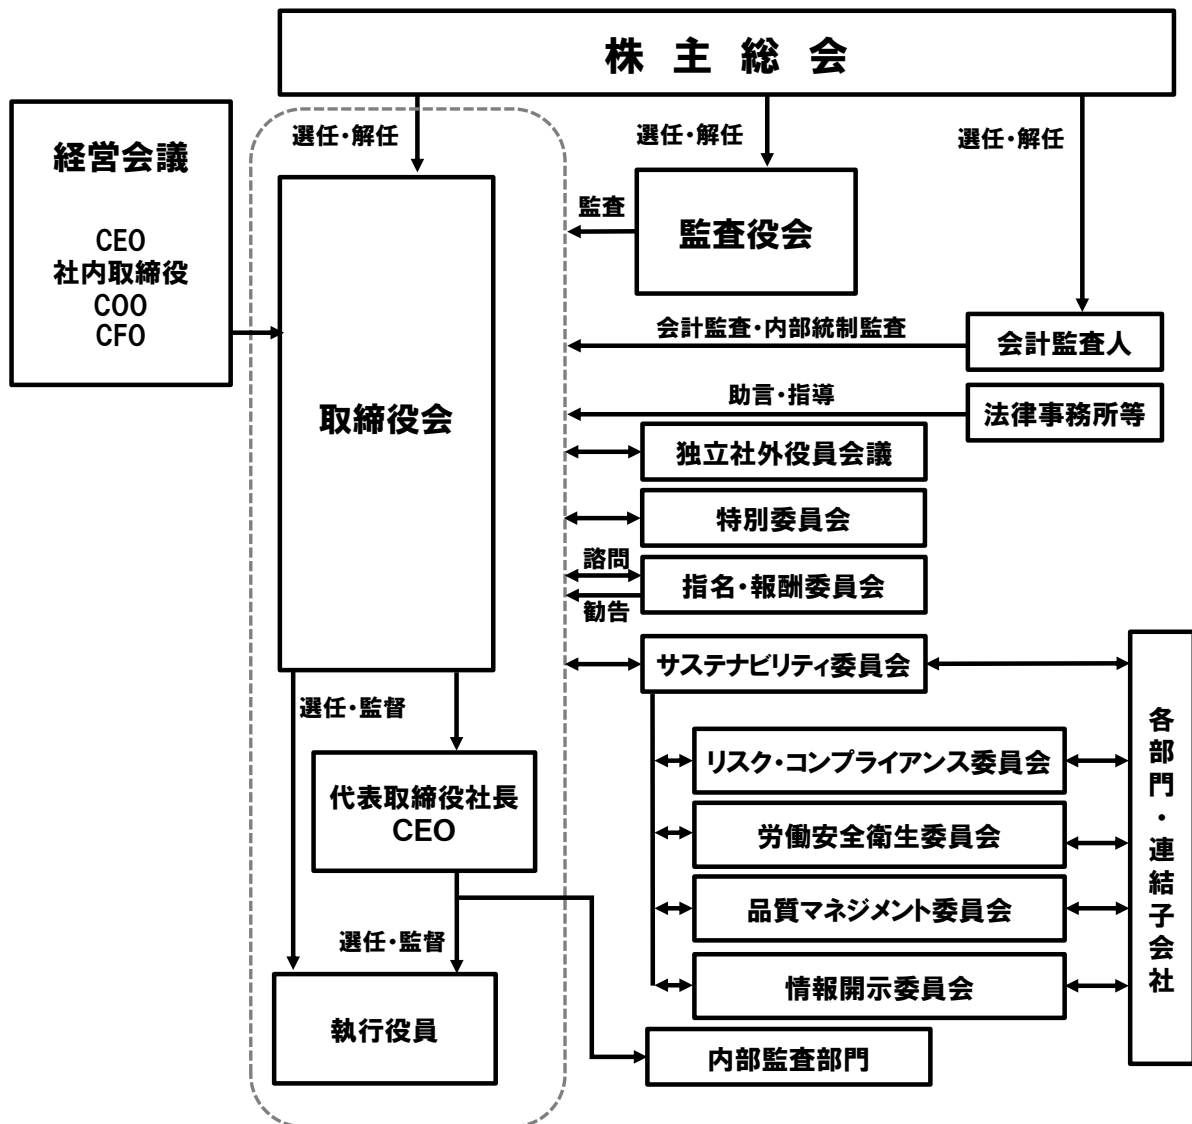 株主総会
経営会議
CEO
社内取締役
COO
CFO
選任・解任
選任・解任
選任・解任
取締役会
監査
監査役会
会計監査・内部統制監査
会計監査人
助言・指導
法律事務所等
独立社外役員会議
特別委員会
諮問
指名・報酬委員会
勧告
サステナビリティ委員会
選任・監督
リスク・コンプライアンス委員会
代表取締役社長
CEO
労働安全衛生委員会
品質マネジメント委員会
選任・監督
情報開示委員会
執行役員
内部監査部門
各部門・連結子会社